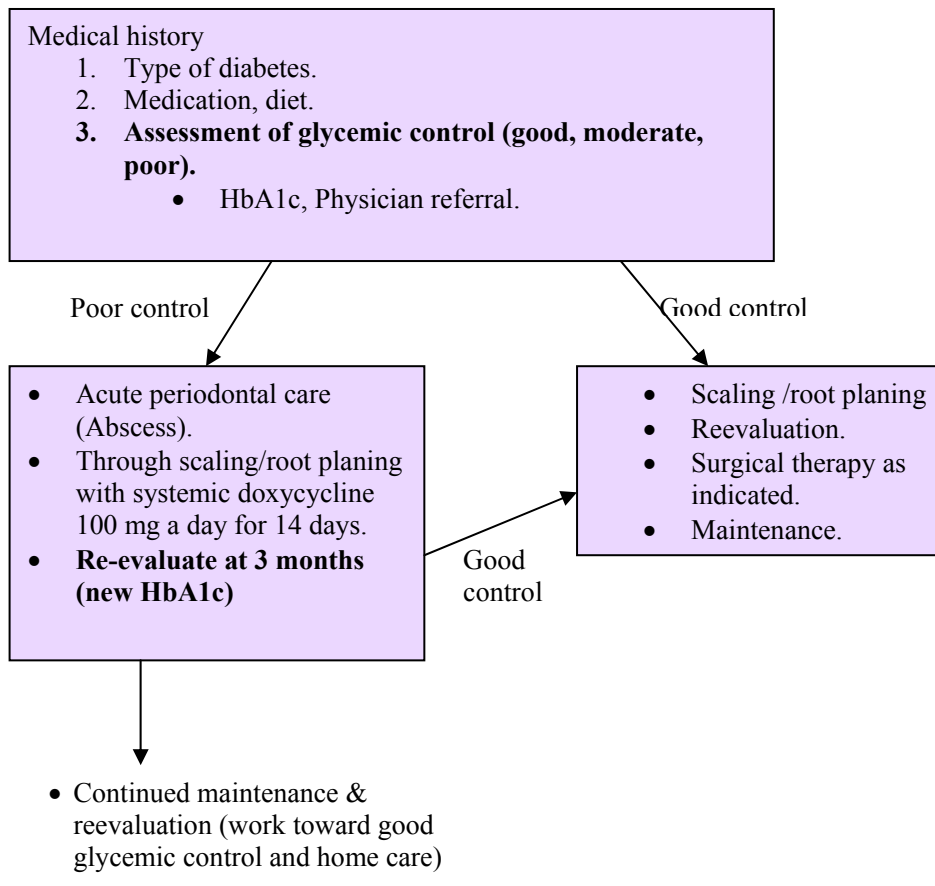 Medical history
1. Type of diabetes.
2. Medication, diet.
3. Assessment of glycemic control (good, moderate,
poor).
• HbA1c, Physician referral.
Poor control
Good control
• Acute periodontal care
(Abscess).
• Through scaling/root planing
with systemic doxycycline
100 mg a day for 14 days.
• Re-evaluate at 3 months
(new HbA1c)
• Scaling /root planing
• Reevaluation.
• Surgical therapy as
indicated.
• Maintenance.
Good
control
• Continued maintenance &
reevaluation (work toward good
glycemic control and home care)